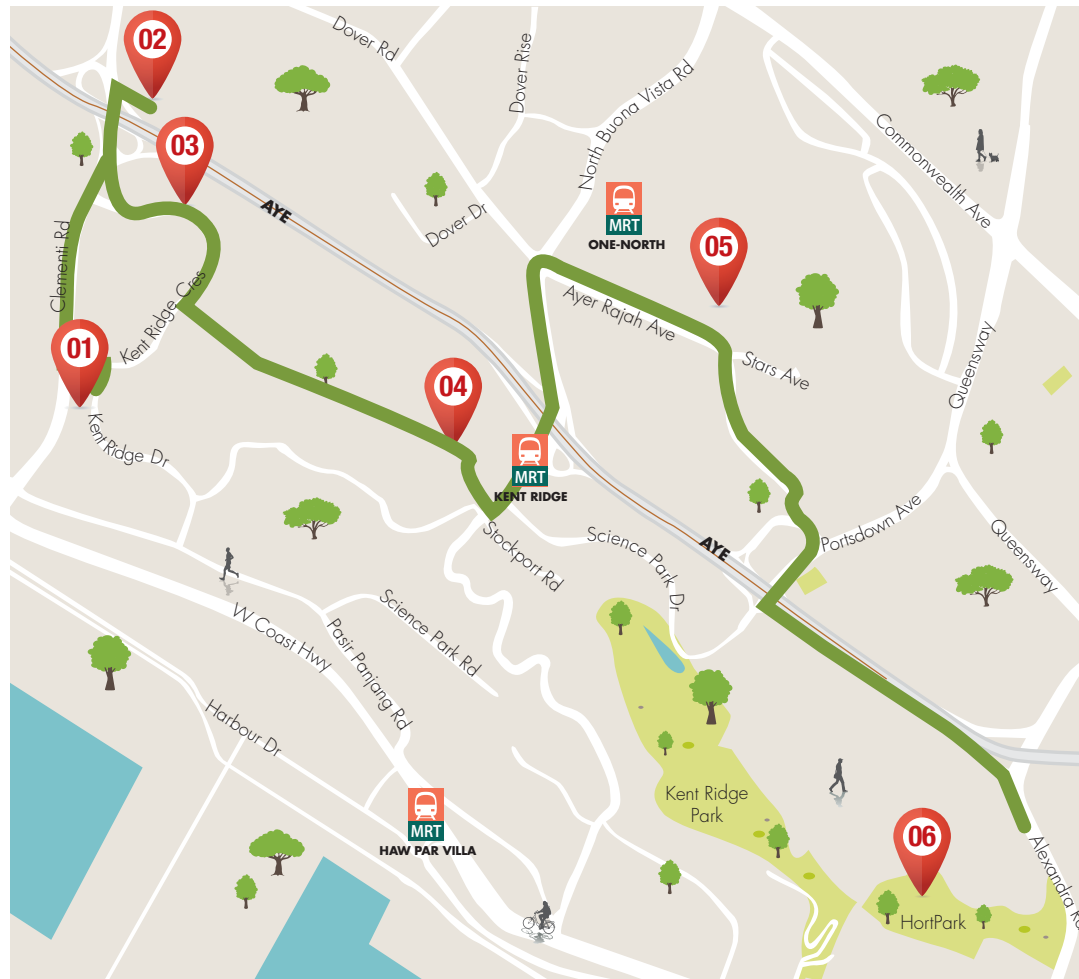 02
Dover Rd
Dover Rise
North Buona Vista Rd
Commonwealth Ave
03
AYE
Dover Dr
MRT
ONE-NORTH
05
Clementi Rd
Kent Ridge Cres
Ayer Rajah Ave
Stars Ave
Queensway
01
04
Kent Ridge Dr
MRT
KENT RIDGE
Stockport Rd
Science Park Dr
AYE
Portsdown Ave
Queensway
W Coast Hwy
Pasir Panjang Rd
Science Park Rd
Harbour Dr
Kent Ridge
Park
MRT
HAW PAR VILLA
06
HortPark
Alexandra Rd